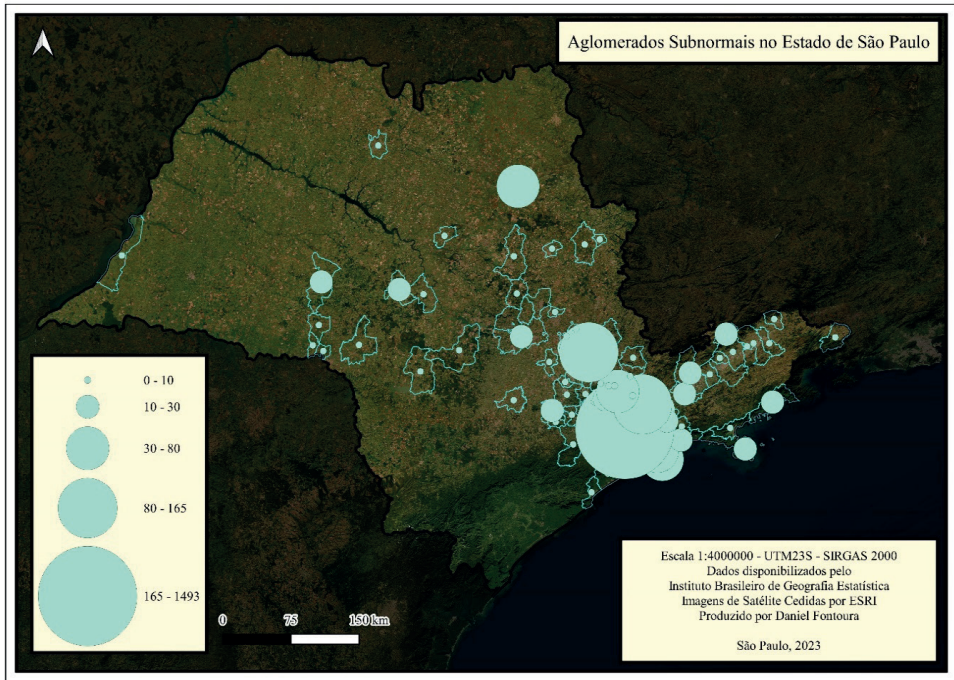 Aglomerados Subnormais no Estado de São Paulo
0 - 10
10 - 30
30 - 80
80 - 165
165 - 1493
0 75 150 km
Escala 1:4000000 - UTM23S - SIRGAS 2000
Dados disponibilizados pelo
Instituto Brasileiro de Geografia Estatística
Imagens de Satélite Cedidas por ESRI
Produzido por Daniel Fontoura
São Paulo, 2023